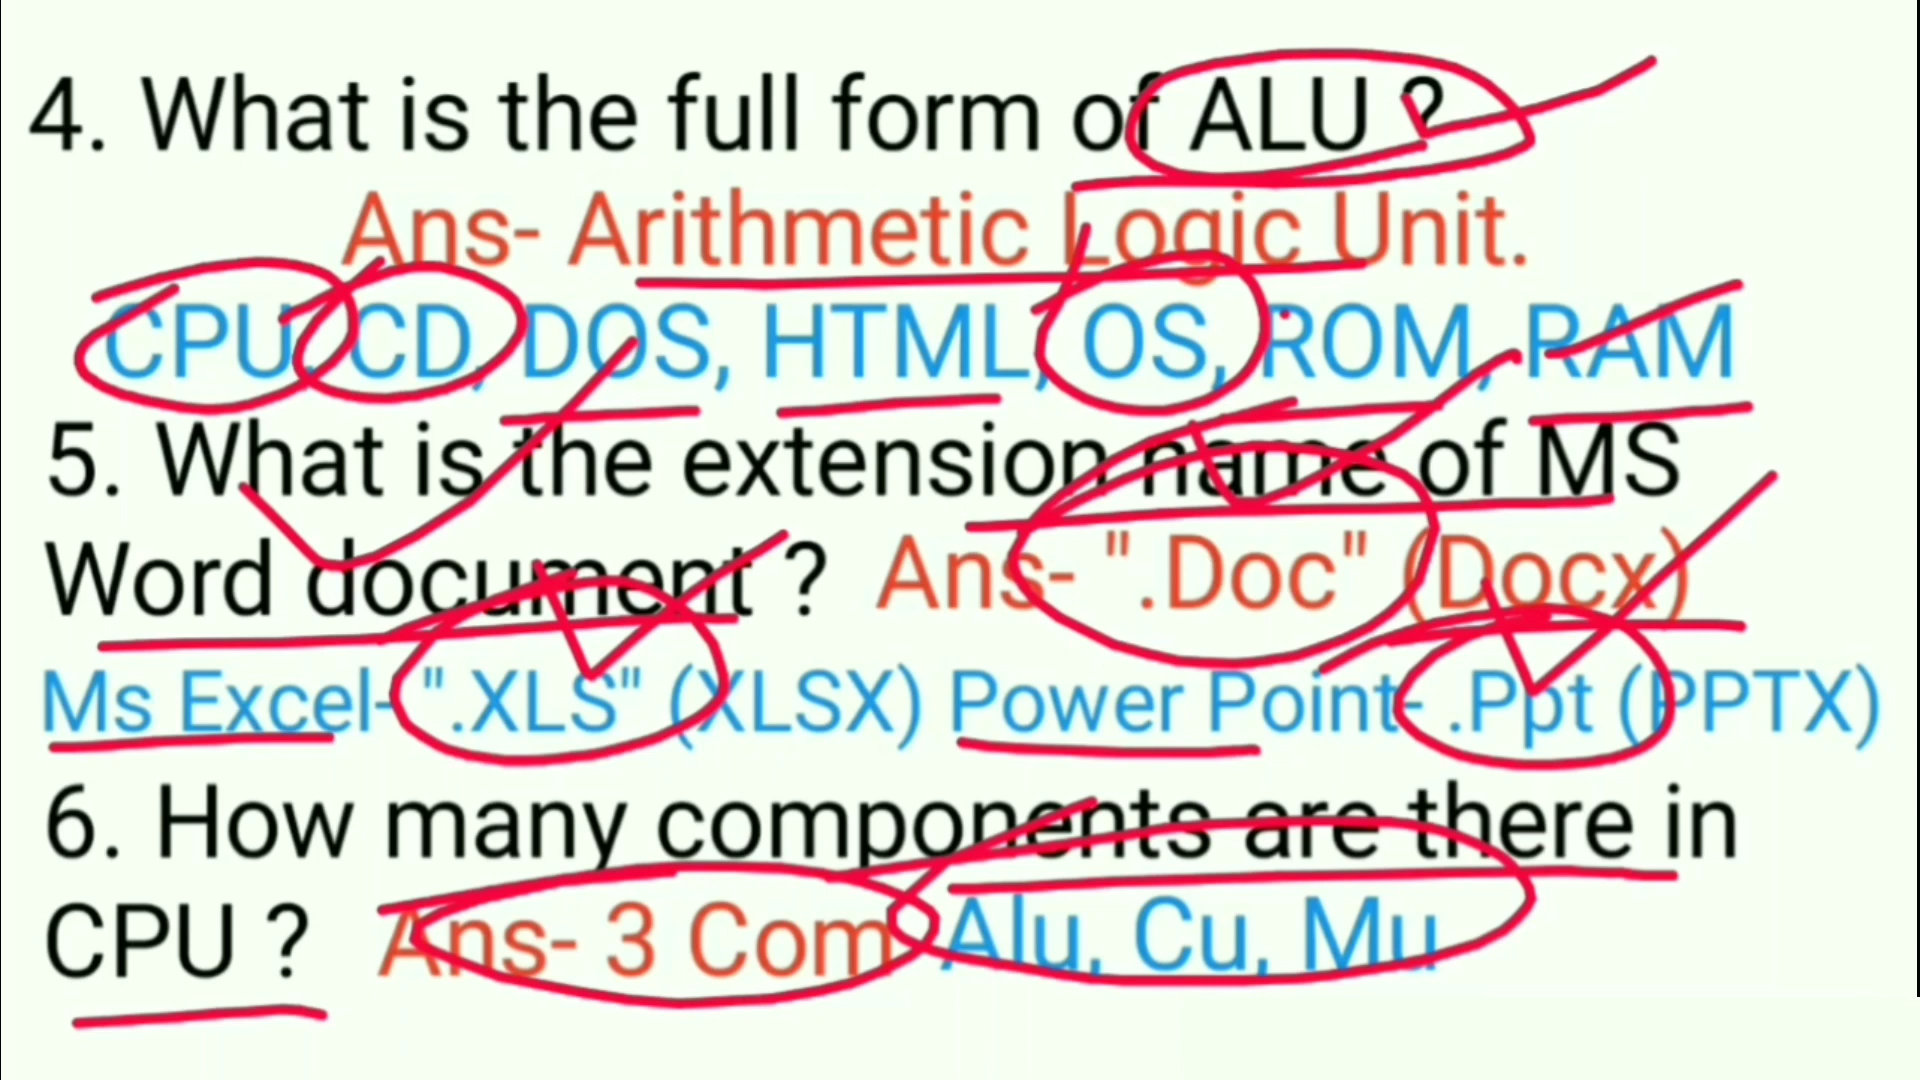 4. What is the full form of ALU ?
Ans- Arithmetic Logic Unit.
CPU, CD, DOS, HTML, OS, ROM, RAM
5. What is the extension name of MS
Word document ? Ans- ".Doc" (Docx)
Ms Excel- ".XLS" (XLSX) Power Point- .Ppt (PPTX)
6. How many components are there in
CPU ? Ans- 3 Com Alu, Cu, Mu